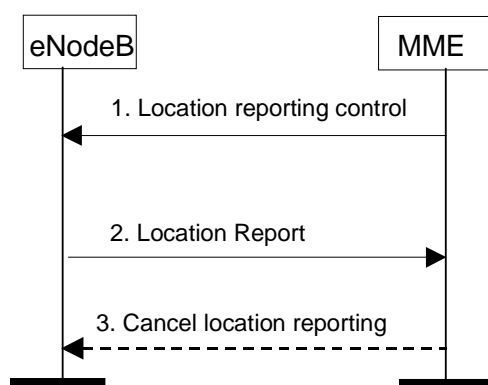 eNodeB
MME
1. Location reporting control
2. Location Report
3. Cancel location reporting